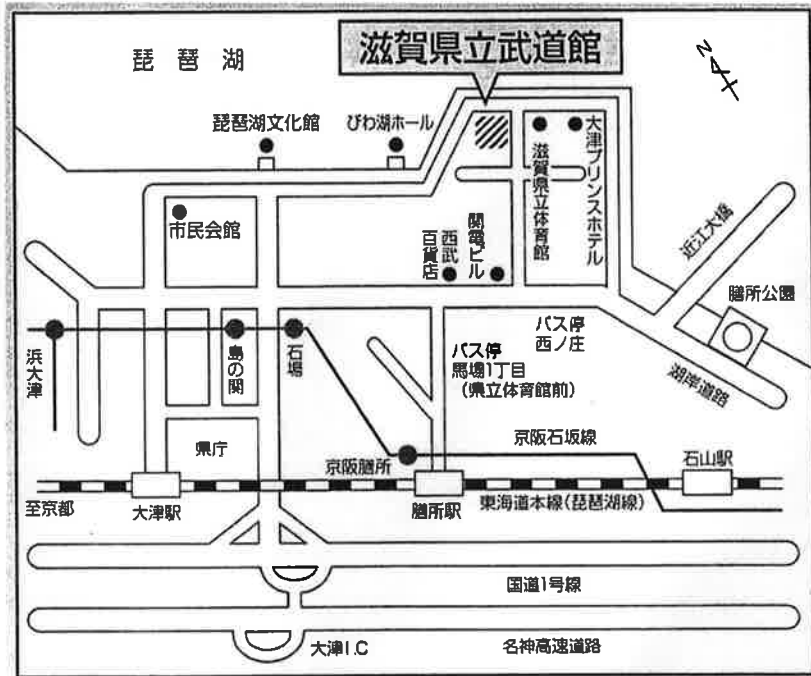 滋賀県立武道館
琵琶湖
N
琵琶湖文化館
びわ湖ホール
滋賀県立体育館
大津プリンスホテル
市民会館
西武
百貨店
関電ビル
近江大橋
膳所公園
バス停
西ノ庄
湖岸道路
浜大津
島の関
石場
バス停
馬場1丁目
(県立体育館前)
県庁
京阪膳所
京阪石坂線
石山駅
至京都
大津駅
膳所駅
東海道本線(琵琶湖線)
国道1号線
大津I.C
名神高速道路